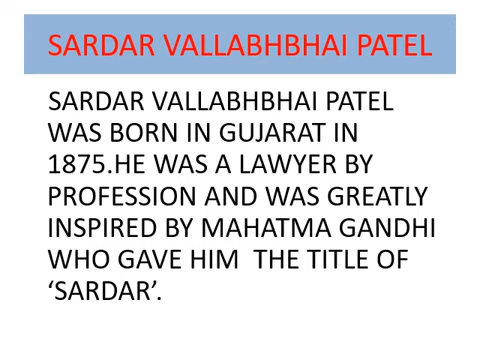 SARDAR VALLABHBHAI PATEL
SARDAR VALLABHBHAI PATEL
WAS BORN IN GUJARAT IN
1875.HE WAS A LAWYER BY
PROFESSION AND WAS GREATLY
INSPIRED BY MAHATMA GANDHI
WHO GAVE HIM  THE TITLE OF
‘SARDAR’.